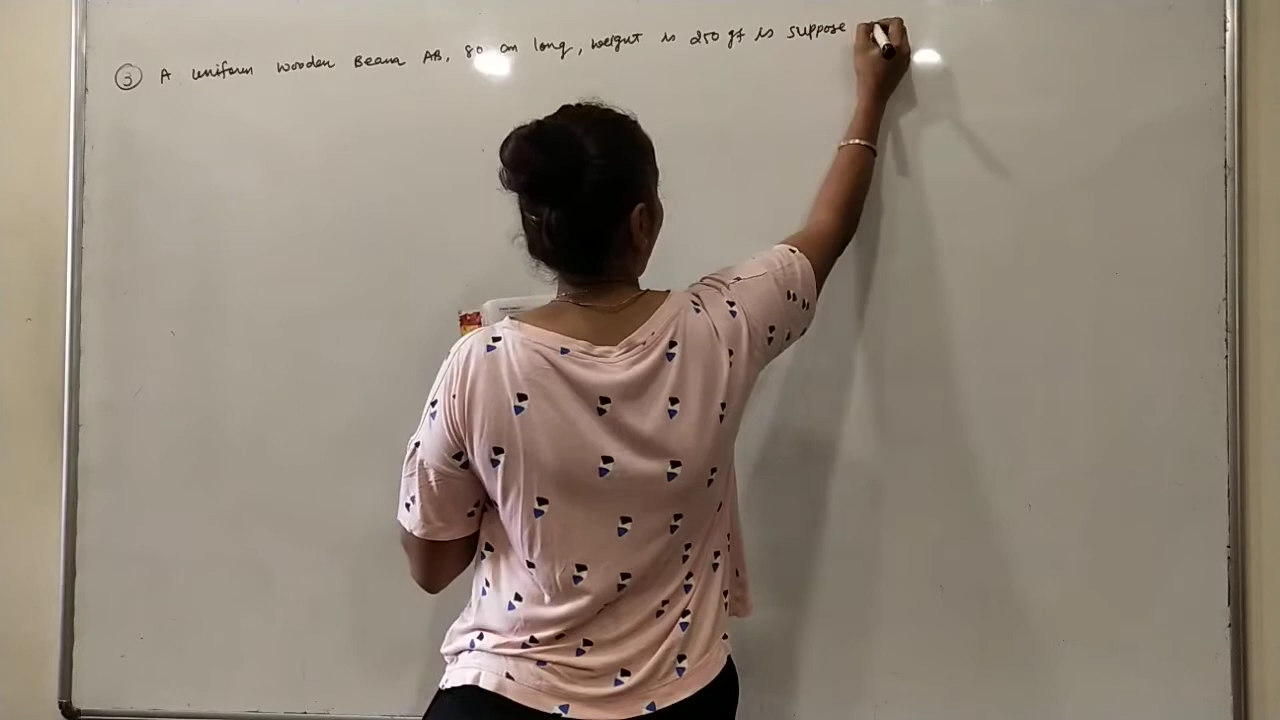 ③ A uniform wooden Beam AB, 80 cm long, weight is 250 gf is suppose